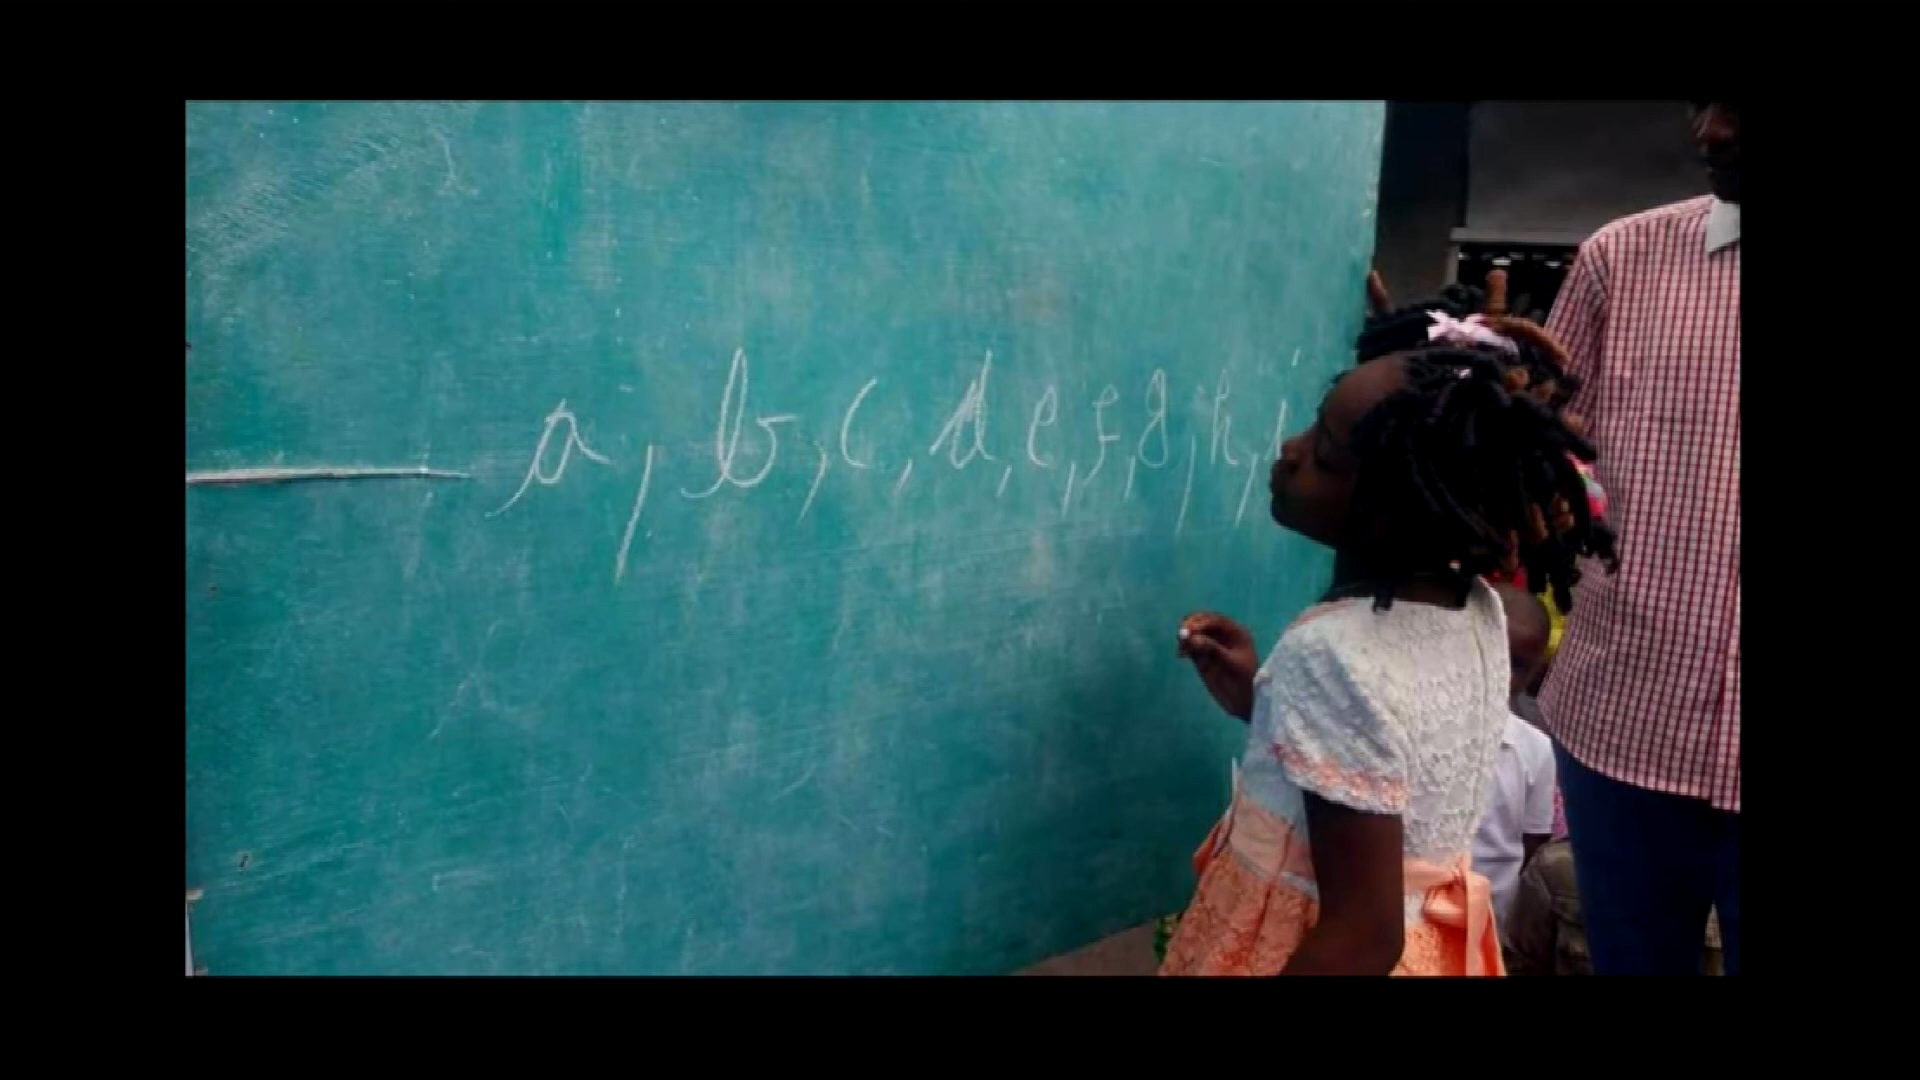 a, b, c, d, e, f, g, h, i